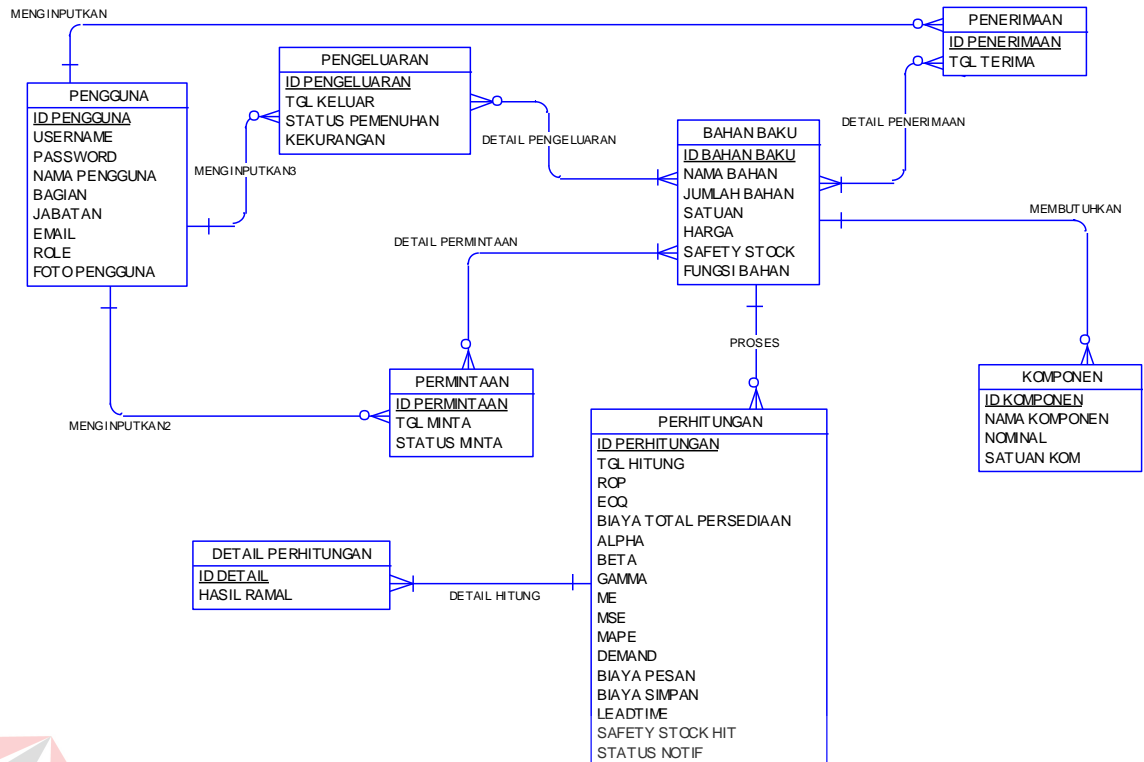 MENGINPUTKAN
PENERIMAAN
ID PENERIMAAN
TGL TERIMA
PENGELUARAN
ID PENGELUARAN
TGL KELUAR
STATUS PEMENUHAN
KEKURANGAN
PENGGUNA
ID PENGGUNA
USERNAME
PASSWORD
NAMA PENGGUNA
BAGIAN
JABATAN
EMAIL
ROLE
FOTO PENGGUNA
MENGINPUTKAN3
DETAIL PENGELUARAN
DETAIL PENERIMAAN
BAHAN BAKU
ID BAHAN BAKU
NAMA BAHAN
JUMLAH BAHAN
SATUAN
HARGA
SAFETY STOCK
FUNGSI BAHAN
MEMBUTUHKAN
DETAIL PERMINTAAN
PROSES
MENGINPUTKAN2
PERMINTAAN
ID PERMINTAAN
TGL MINTA
STATUS MINTA
KOMPONEN
ID KOMPONEN
NAMA KOMPONEN
NOMINAL
SATUAN KOM
PERHITUNGAN
ID PERHITUNGAN
TGL HITUNG
ROP
EOQ
BIAYA TOTAL PERSEDIAAN
ALPHA
BETA
GAMMA
ME
MSE
MAPE
DEMAND
BIAYA PESAN
BIAYA SIMPAN
LEADTIME
SAFETY STOCK HIT
STATUS NOTIF
DETAIL PERHITUNGAN
ID DETAIL
HASIL RAMAL
DETAIL HITUNG